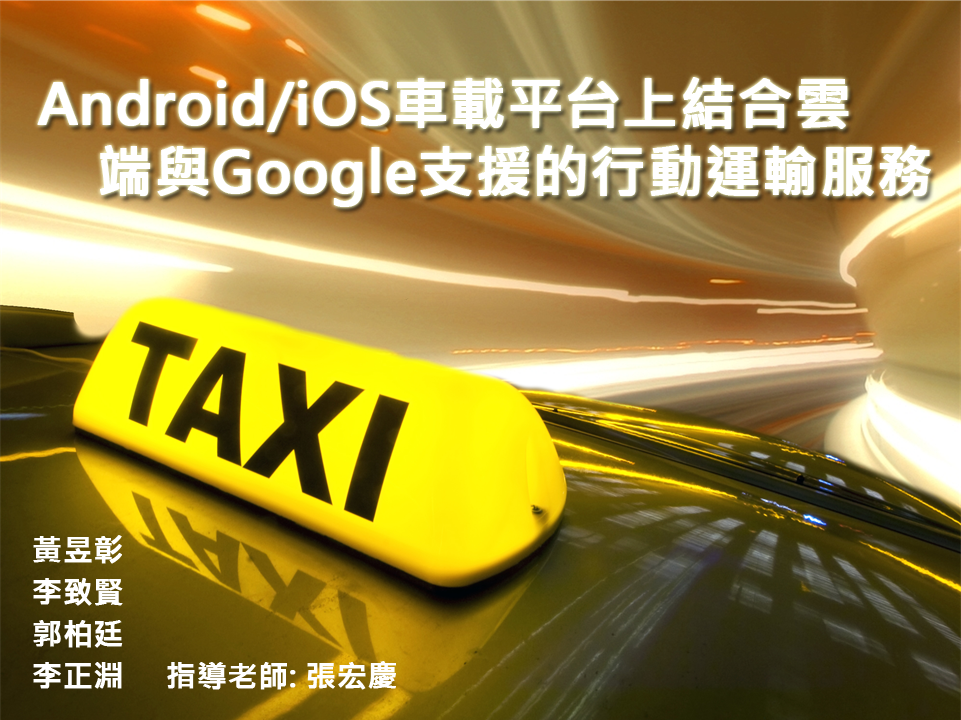 Android/iOS車載平台上結合雲
端與Google支援的行動運輸服務
TAXI
黃昱彰
李致賢
郭柏廷
李正淵 指導老師: 張宏慶